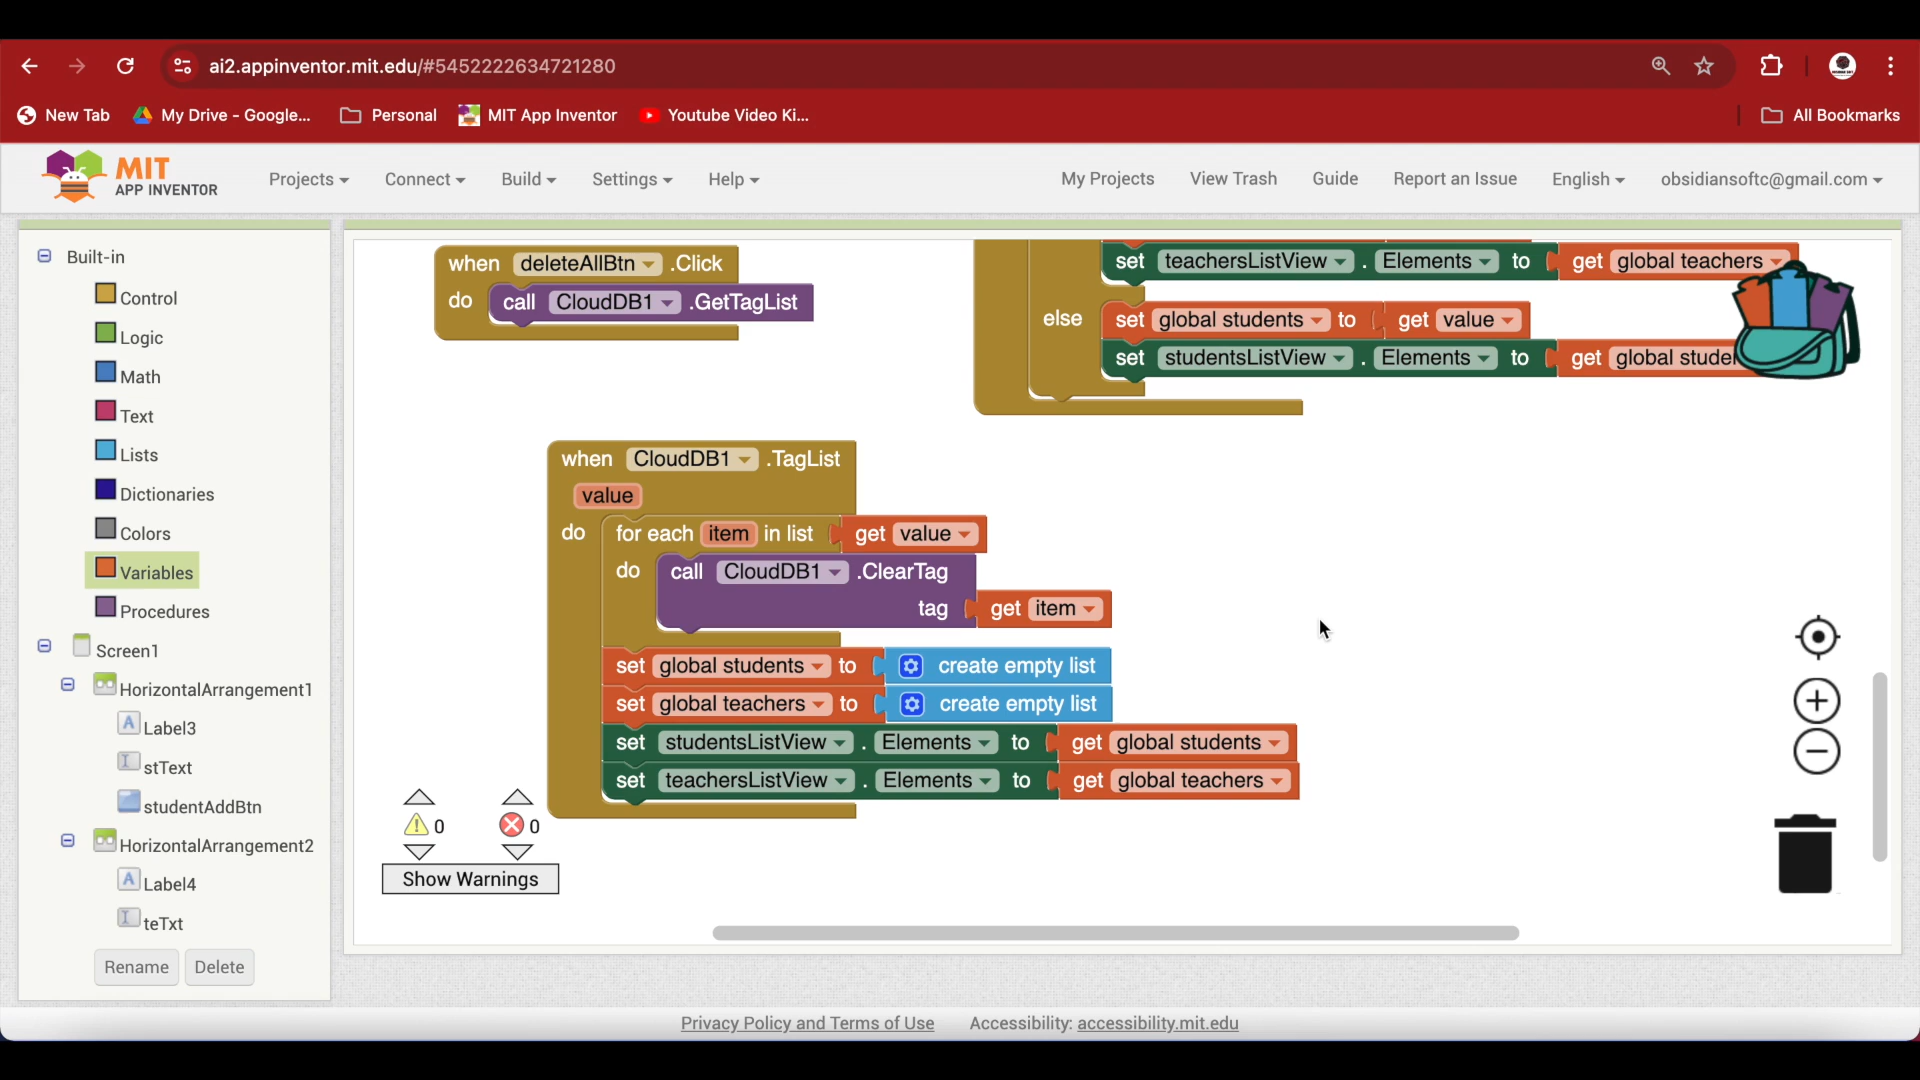 ai2.appinventor.mit.edu/#5452222634721280
New Tab
My Drive - Google...
Personal
MIT App Inventor
Youtube Video Ki...
All Bookmarks
MIT
APP INVENTOR
Projects
Connect
Build
Settings
Help
My Projects
View Trash
Guide
Report an Issue
English
obsidiansoftc@gmail.com
Built-in
Control
Logic
Math
Text
Lists
Dictionaries
Colors
Variables
Procedures
Screen1
HorizontalArrangement1
Label3
stText
studentAddBtn
HorizontalArrangement2
Label4
teTxt
Rename
Delete
when deleteAllBtn .Click
do call CloudDB1 .GetTagList
set teachersListView . Elements to get global teachers
else set global students to get value
set studentsListView . Elements to get global
when CloudDB1 .TagList
value
do for each item in list get value
do call CloudDB1 .ClearTag
tag get item
set global students to create empty list
set global teachers to create empty list
set studentsListView . Elements to get global students
set teachersListView . Elements to get global teachers
0
0
Show Warnings
Privacy Policy and Terms of Use
Accessibility: accessibility.mit.edu